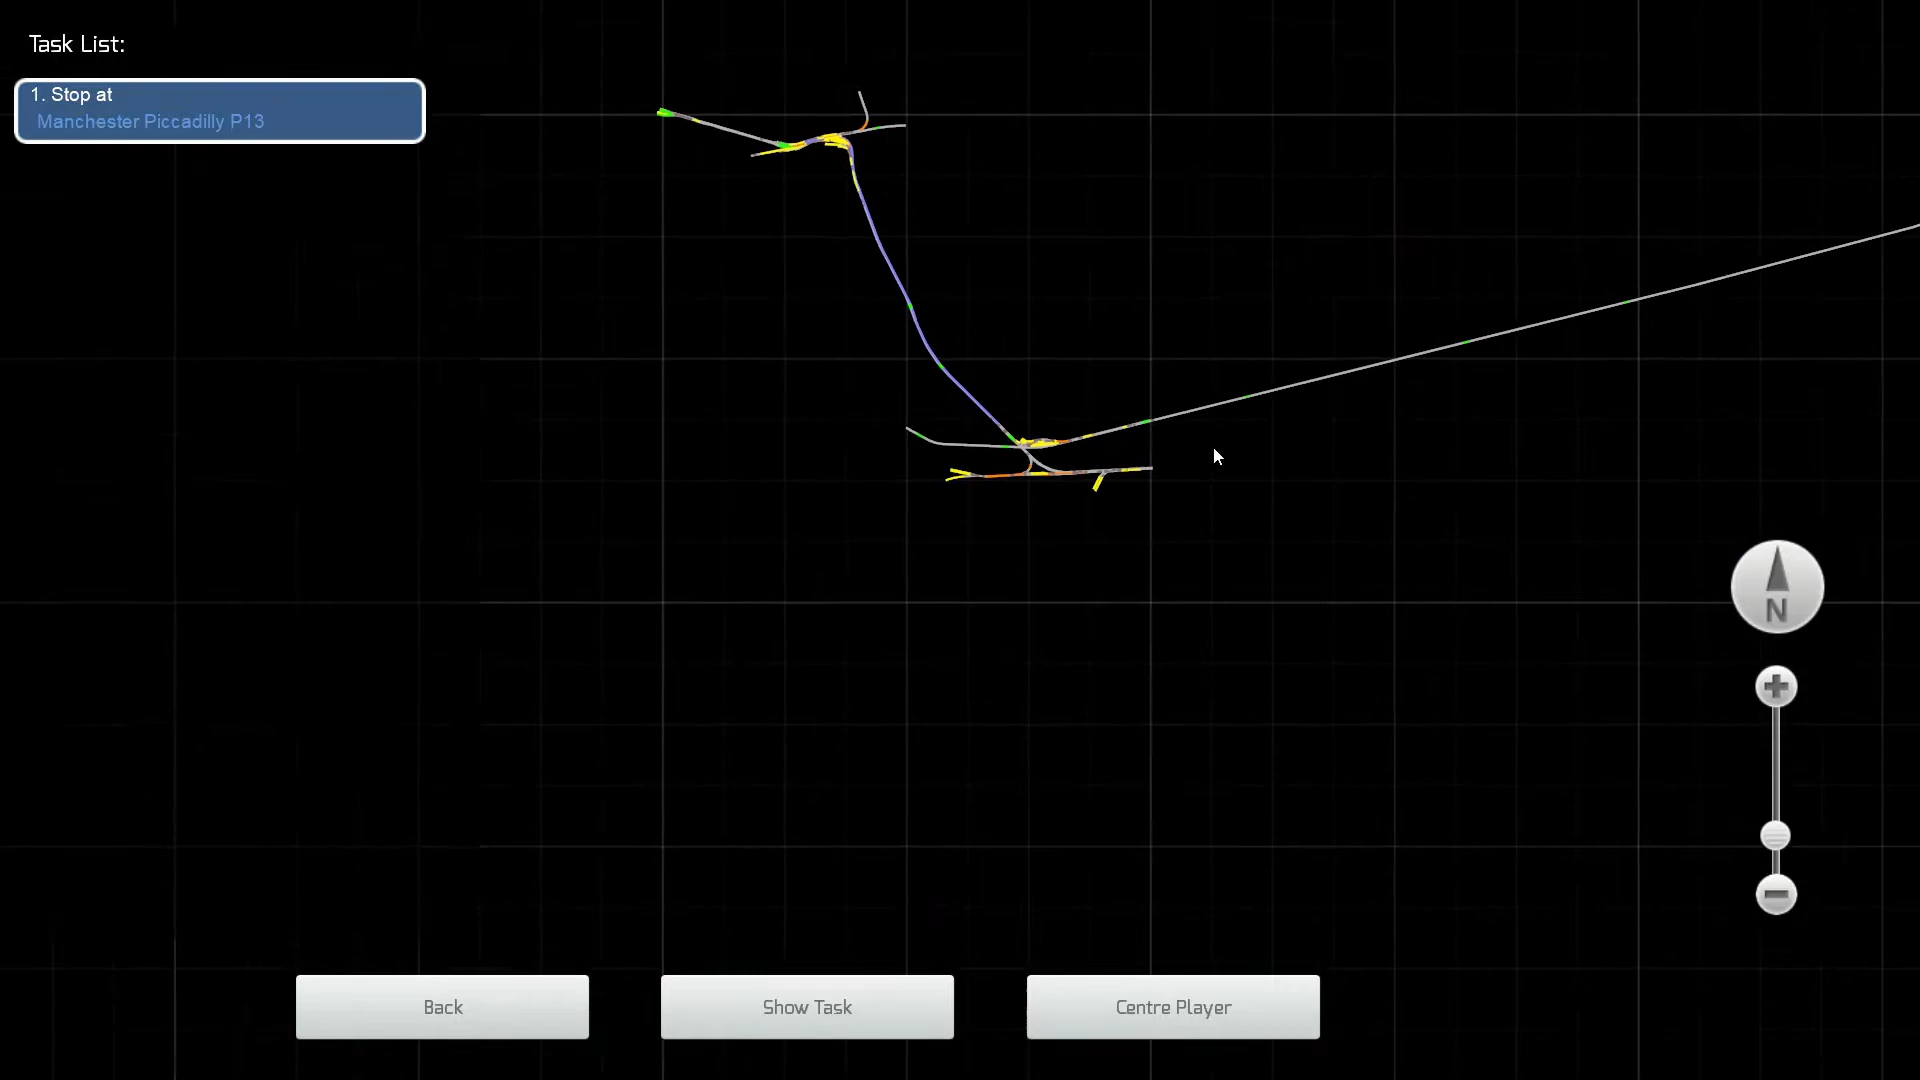 Task List:
1. Stop at
Manchester Piccadilly P13
N
Back
Show Task
Centre Player